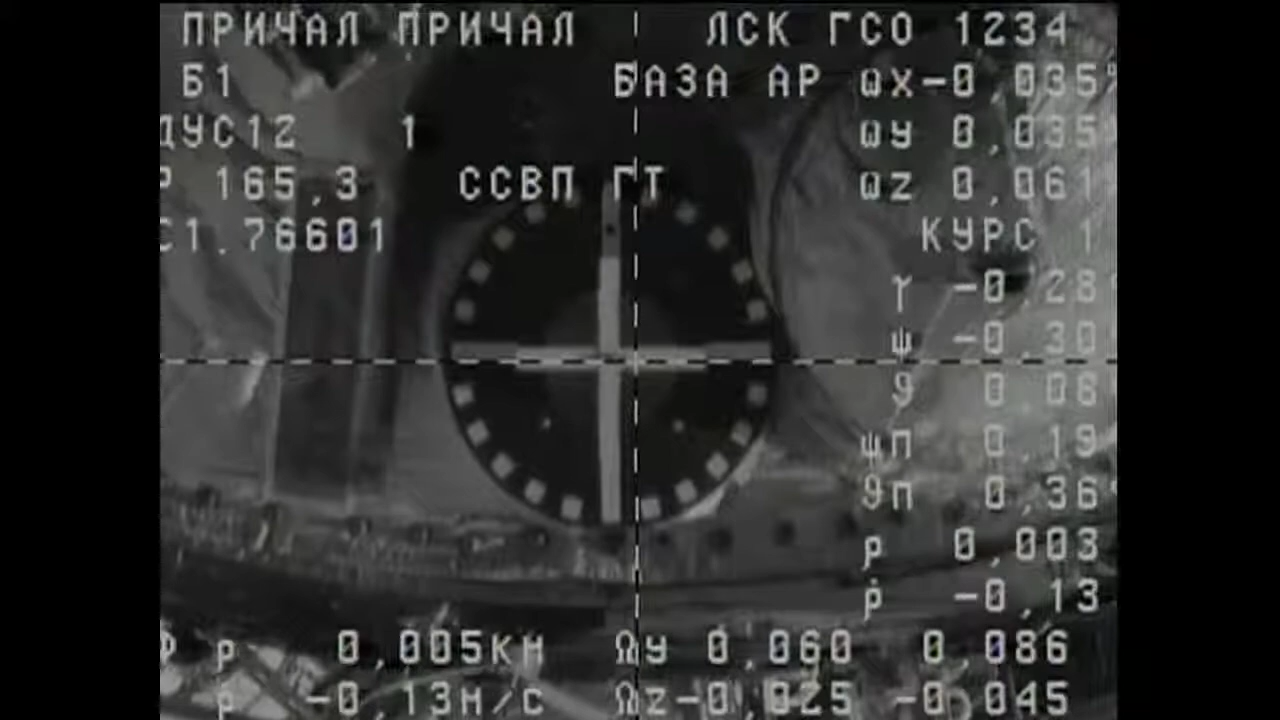 ПРИЧАЛ ПРИЧАЛ ЛСК ГСО 1234
Б1 БАЗА АР ωX-0,035°
ДУС12 1 ωУ 0,035
Р 165,3 ССВП ГТ ωZ 0,061
С1.76601 КУРС 1
γ -0,28°
ψ -0,30
ϑ 0,08
ψП 0,19
ϑП 0,36°
ρ 0,003
ρ̇ -0,13
Ф ρ 0,005КМ ΩУ 0,060 0,086
ρ̇ -0,13М/С ΩZ-0,025 -0,045